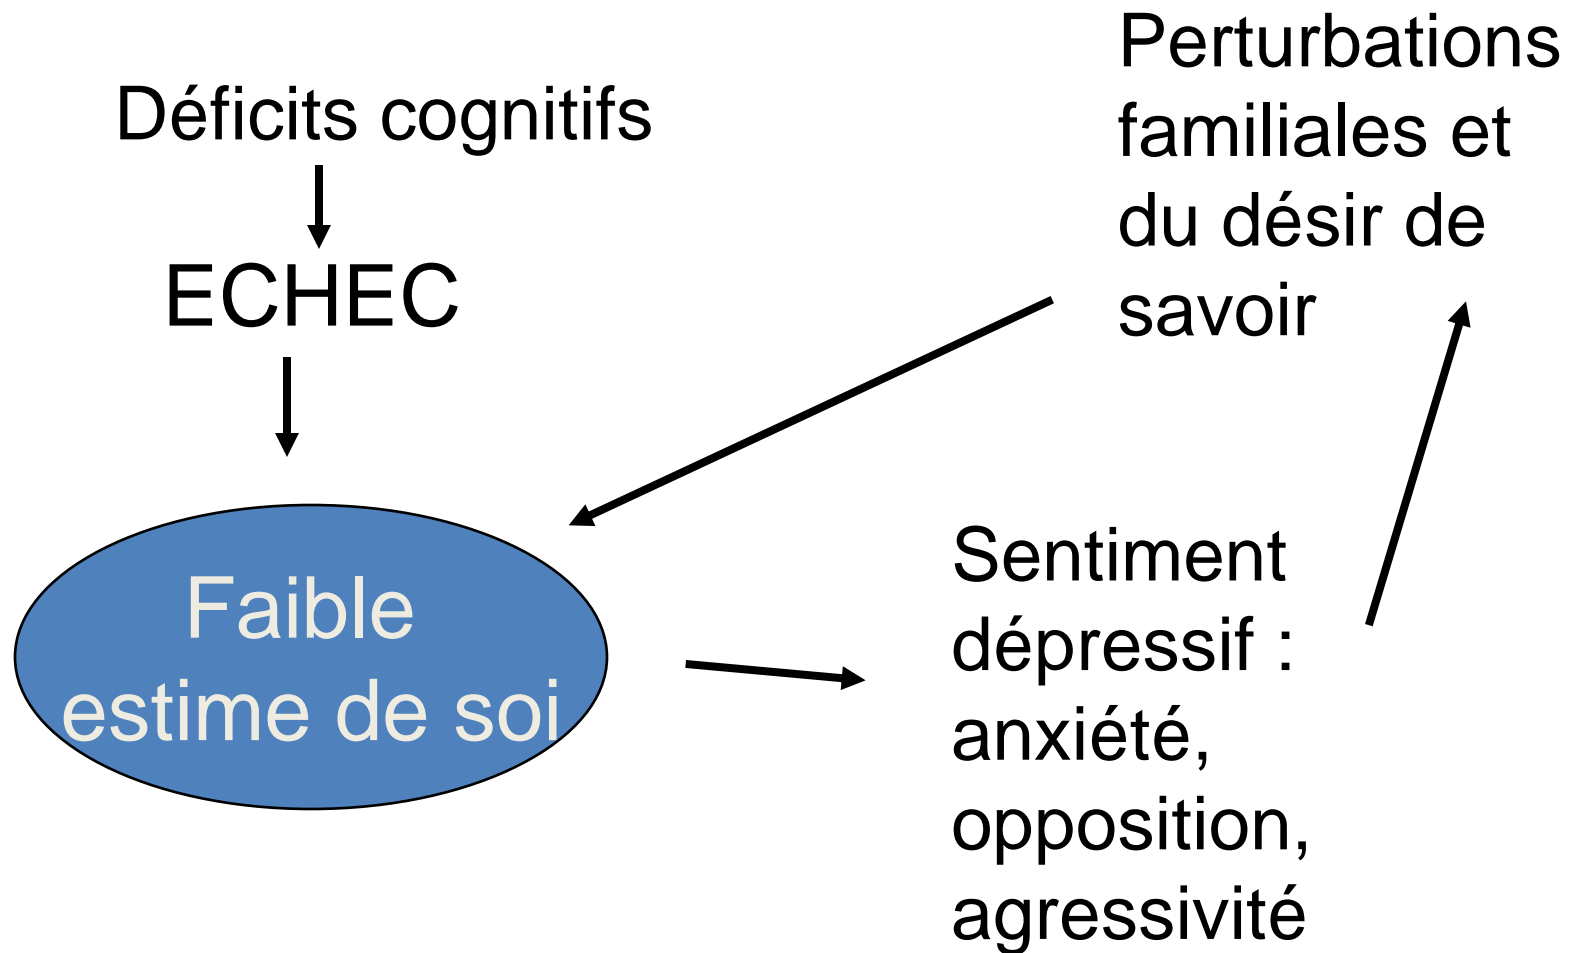 Déficits cognitifs
ECHEC
Faible
estime de soi
Perturbations
familiales et
du désir de
savoir
Sentiment
dépressif :
anxiété,
opposition,
agressivité